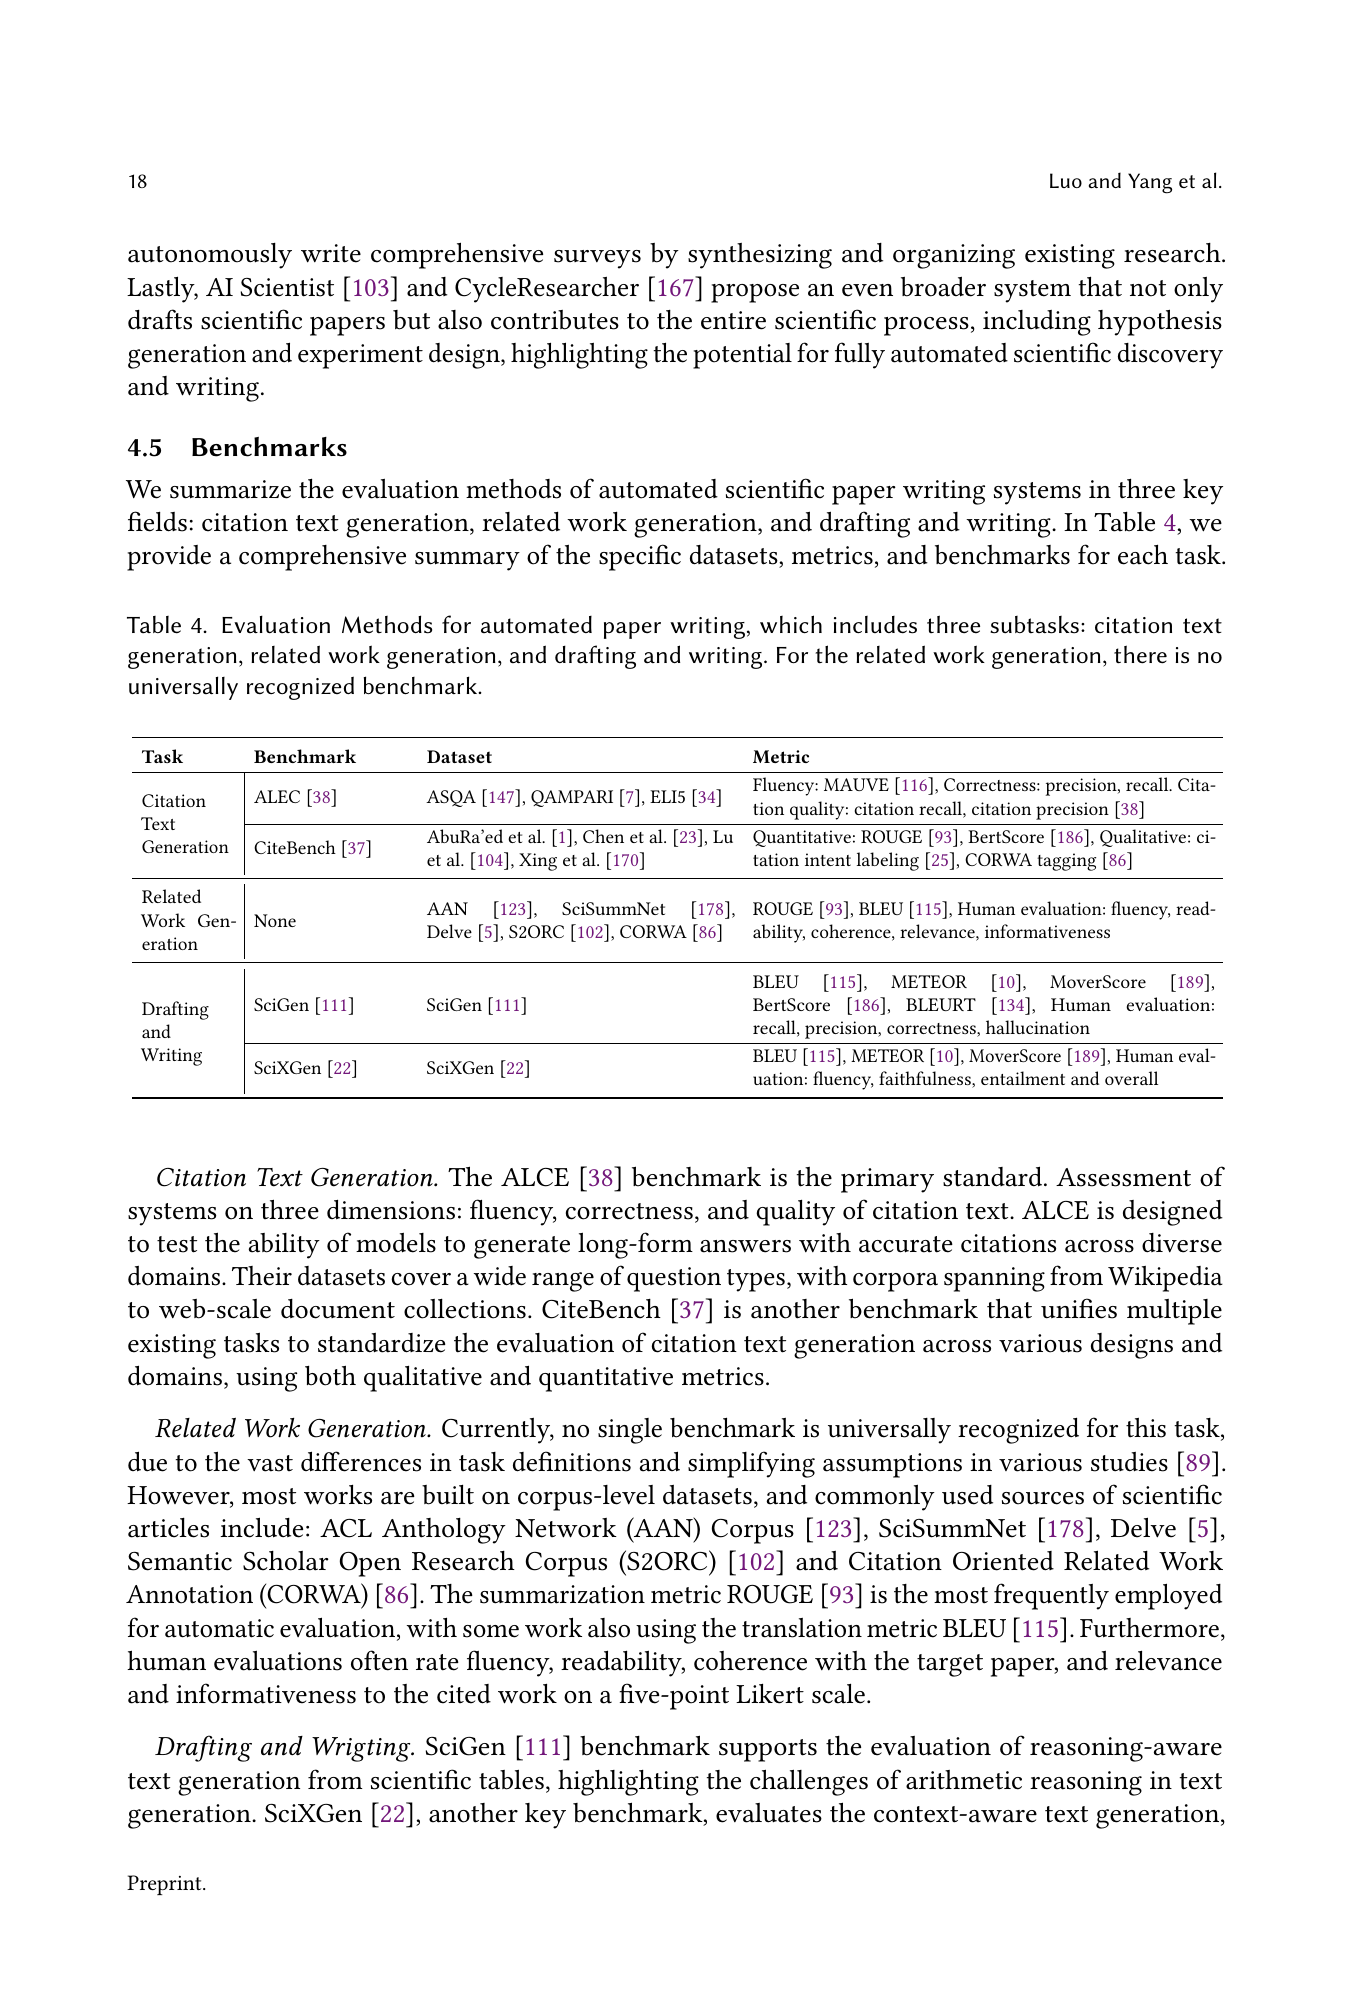 18
Luo and Yang et al.
autonomously write comprehensive surveys by synthesizing and organizing existing research.
Lastly, AI Scientist [103] and CycleResearcher [167] propose an even broader system that not only
drafts scientific papers but also contributes to the entire scientific process, including hypothesis
generation and experiment design, highlighting the potential for fully automated scientific discovery
and writing.
4.5 Benchmarks
We summarize the evaluation methods of automated scientific paper writing systems in three key
fields: citation text generation, related work generation, and drafting and writing. In Table 4, we
provide a comprehensive summary of the specific datasets, metrics, and benchmarks for each task.
Table 4. Evaluation Methods for automated paper writing, which includes three subtasks: citation text
generation, related work generation, and drafting and writing. For the related work generation, there is no
universally recognized benchmark.
Task Benchmark Dataset Metric
Citation
Text
Generation
ALEC [38]
ASQA [147], QAMPARI [7], ELI5 [34]
Fluency: MAUVE [116], Correctness: precision, recall. Cita-
tion quality: citation recall, citation precision [38]
CiteBench [37]
AbuRa'ed et al. [1], Chen et al. [23], Lu
et al. [104], Xing et al. [170]
Quantitative: ROUGE [93], BertScore [186], Qualitative: ci-
tation intent labeling [25], CORWA tagging [86]
Related
Work Gen-
eration
None
AAN [123], SciSummNet [178],
Delve [5], S2ORC [102], CORWA [86]
ROUGE [93], BLEU [115], Human evaluation: fluency, read-
ability, coherence, relevance, informativeness
Drafting
and
Writing
SciGen [111]
SciGen [111]
BLEU [115], METEOR [10], MoverScore [189],
BertScore [186], BLEURT [134], Human evaluation:
recall, precision, correctness, hallucination
SciXGen [22]
SciXGen [22]
BLEU [115], METEOR [10], MoverScore [189], Human eval-
uation: fluency, faithfulness, entailment and overall
Citation Text Generation. The ALCE [38] benchmark is the primary standard. Assessment of
systems on three dimensions: fluency, correctness, and quality of citation text. ALCE is designed
to test the ability of models to generate long-form answers with accurate citations across diverse
domains. Their datasets cover a wide range of question types, with corpora spanning from Wikipedia
to web-scale document collections. CiteBench [37] is another benchmark that unifies multiple
existing tasks to standardize the evaluation of citation text generation across various designs and
domains, using both qualitative and quantitative metrics.
Related Work Generation. Currently, no single benchmark is universally recognized for this task,
due to the vast differences in task definitions and simplifying assumptions in various studies [89].
However, most works are built on corpus-level datasets, and commonly used sources of scientific
articles include: ACL Anthology Network (AAN) Corpus [123], SciSummNet [178], Delve [5],
Semantic Scholar Open Research Corpus (S2ORC) [102] and Citation Oriented Related Work
Annotation (CORWA) [86]. The summarization metric ROUGE [93] is the most frequently employed
for automatic evaluation, with some work also using the translation metric BLEU [115]. Furthermore,
human evaluations often rate fluency, readability, coherence with the target paper, and relevance
and informativeness to the cited work on a five-point Likert scale.
Drafting and Wrigting. SciGen [111] benchmark supports the evaluation of reasoning-aware
text generation from scientific tables, highlighting the challenges of arithmetic reasoning in text
generation. SciXGen [22], another key benchmark, evaluates the context-aware text generation,
Preprint.